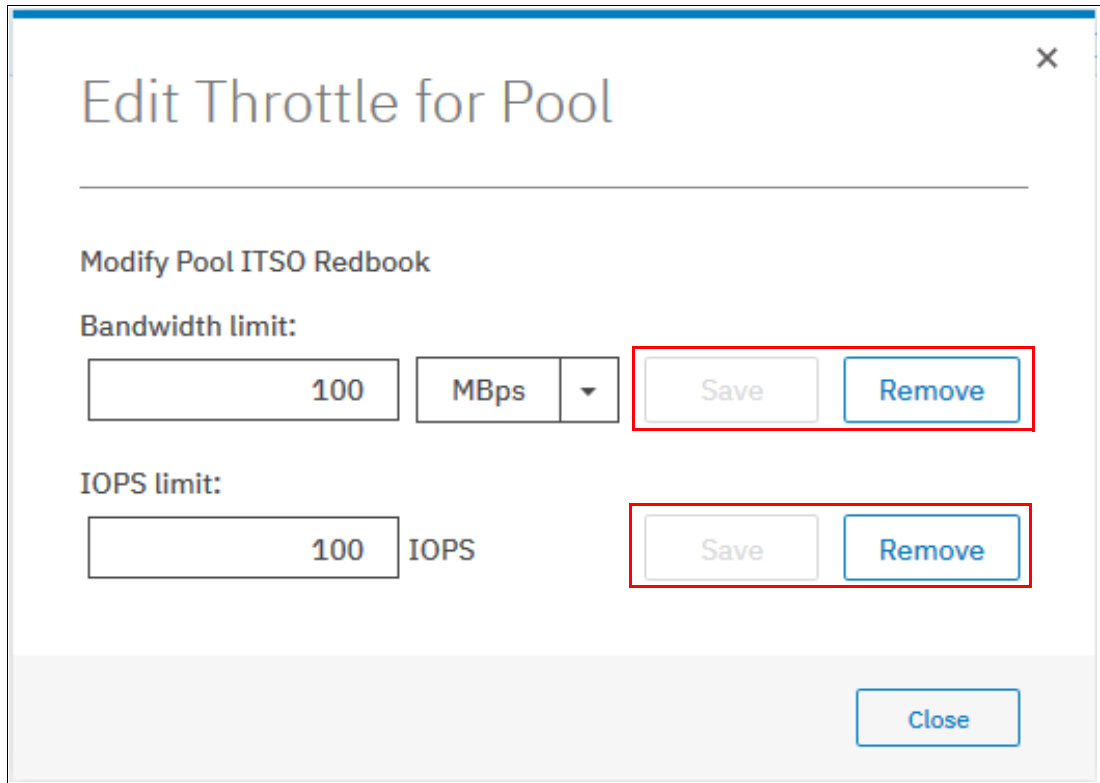 Edit Throttle for Pool
Modify Pool ITSO Redbook
Bandwidth limit:
100 MBps Save Remove
IOPS limit:
100 IOPS Save Remove
Close